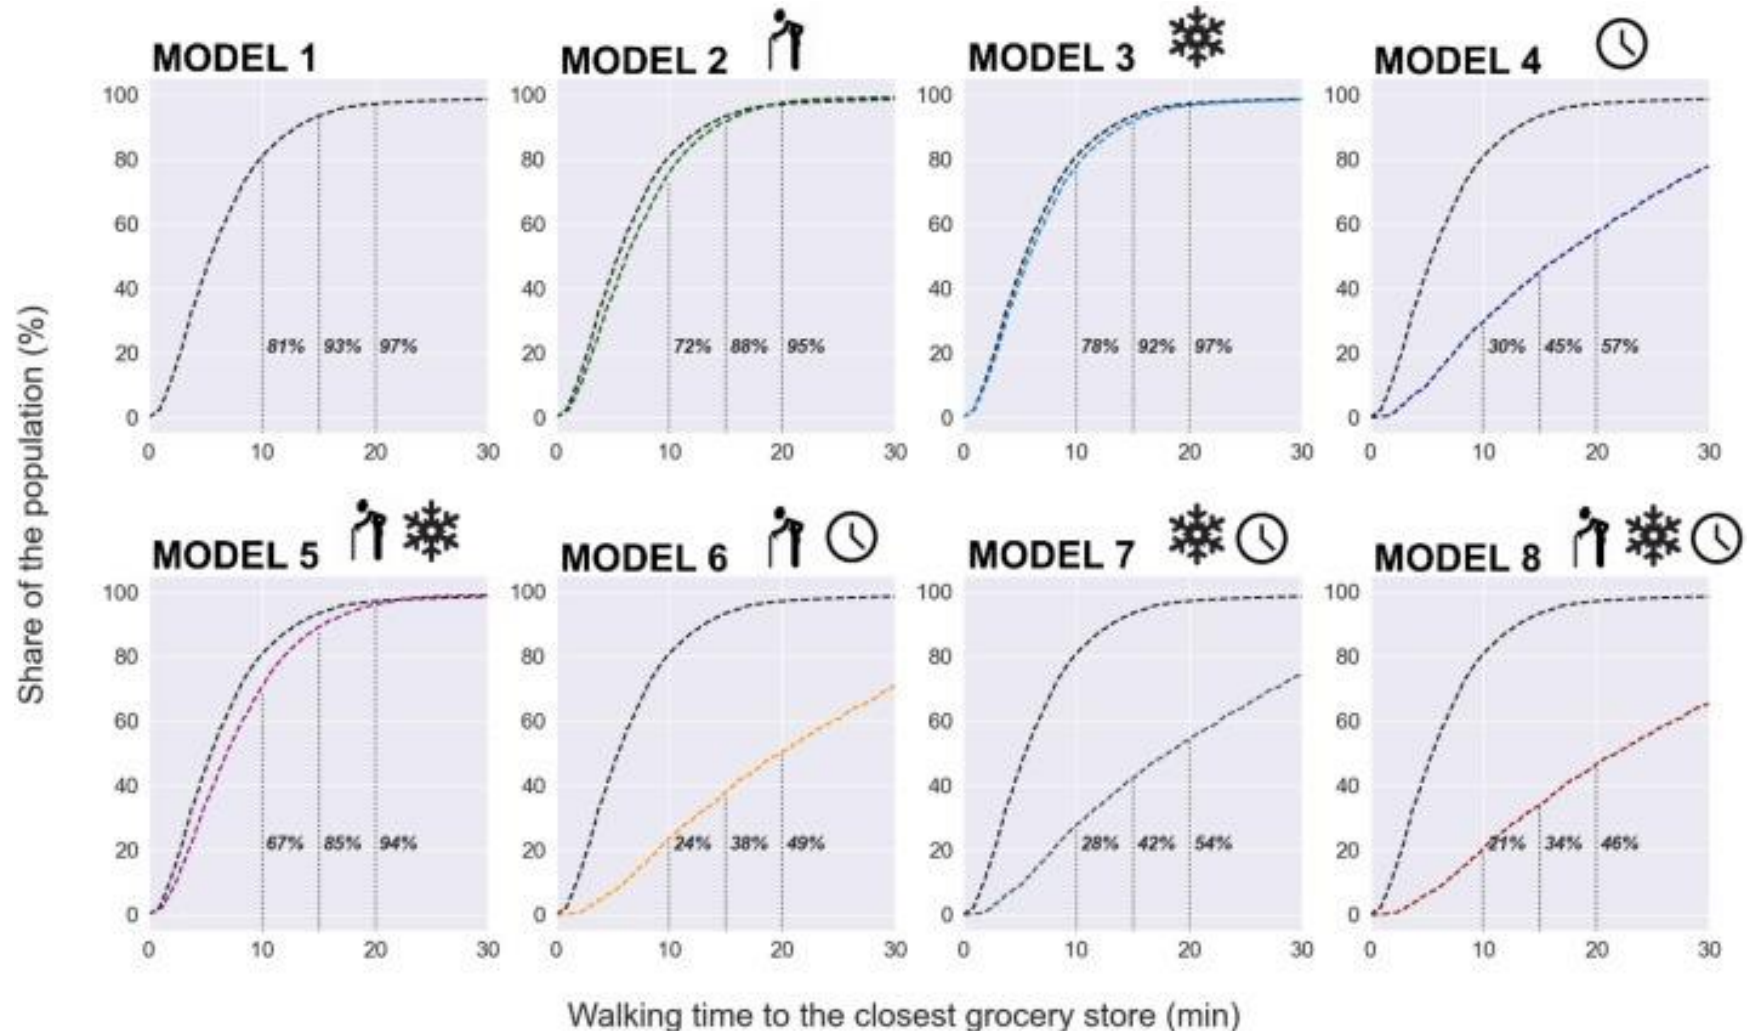 MODEL 1 MODEL 2 MODEL 3 MODEL 4
100 100 100 100
80 80 80 80
60 60 60 60
40 40 40 40
81% 93% 97% 72% 88% 95% 78% 92% 97% 30% 45% 57%
20 20 20 20
0 0 0 0
0 10 20 30 0 10 20 30 0 10 20 30 0 10 20 30
Share of the population (%)
MODEL 5 MODEL 6 MODEL 7 MODEL 8
100 100 100 100
80 80 80 80
60 60 60 60
40 40 40 40
67% 85% 94% 24% 38% 49% 28% 42% 54% 21% 34% 46%
20 20 20 20
0 0 0 0
0 10 20 30 0 10 20 30 0 10 20 30 0 10 20 30
Walking time to the closest grocery store (min)